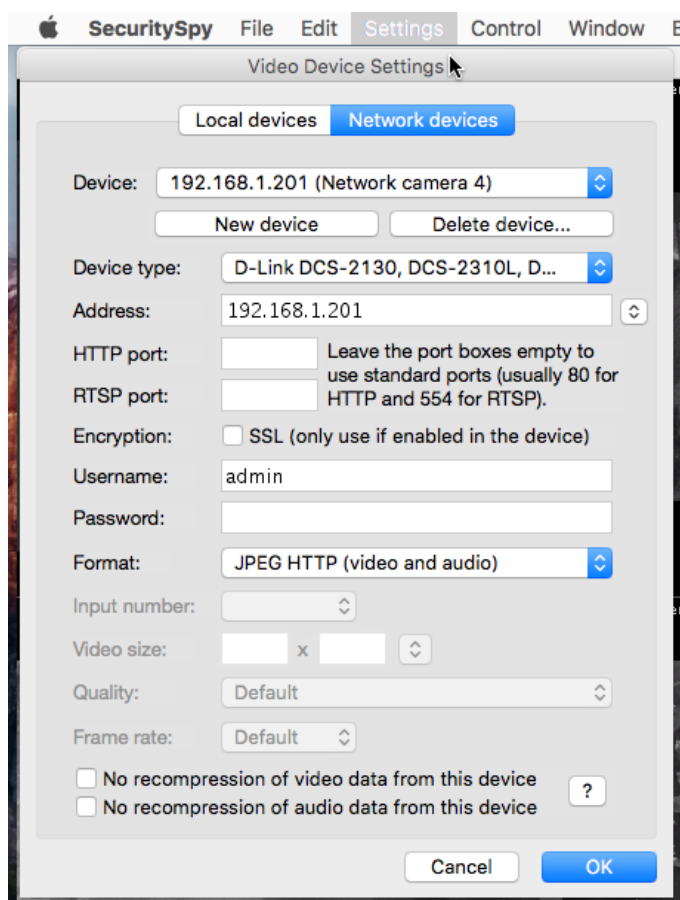 SecuritySpy File Edit Settings Control Window
Video Device Settings
Local devices Network devices
Device: 192.168.1.201 (Network camera 4)
New device Delete device...
Device type: D-Link DCS-2130, DCS-2310L, D...
Address: 192.168.1.201
HTTP port:
Leave the port boxes empty to
use standard ports (usually 80 for
RTSP port:
HTTP and 554 for RTSP).
Encryption: SSL (only use if enabled in the device)
Username: admin
Password:
Format: JPEG HTTP (video and audio)
Input number:
Video size: x
Quality: Default
Frame rate: Default
No recompression of video data from this device
?
No recompression of audio data from this device
Cancel OK